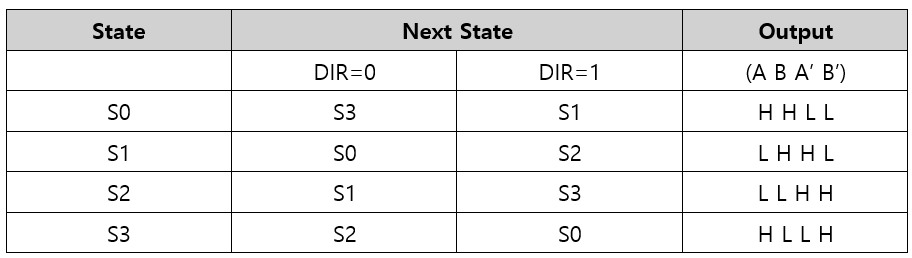 State Next State Output
DIR=0 DIR=1 (A B A’ B’)
S0 S3 S1 H H L L
S1 S0 S2 L H H L
S2 S1 S3 L L H H
S3 S2 S0 H L L H